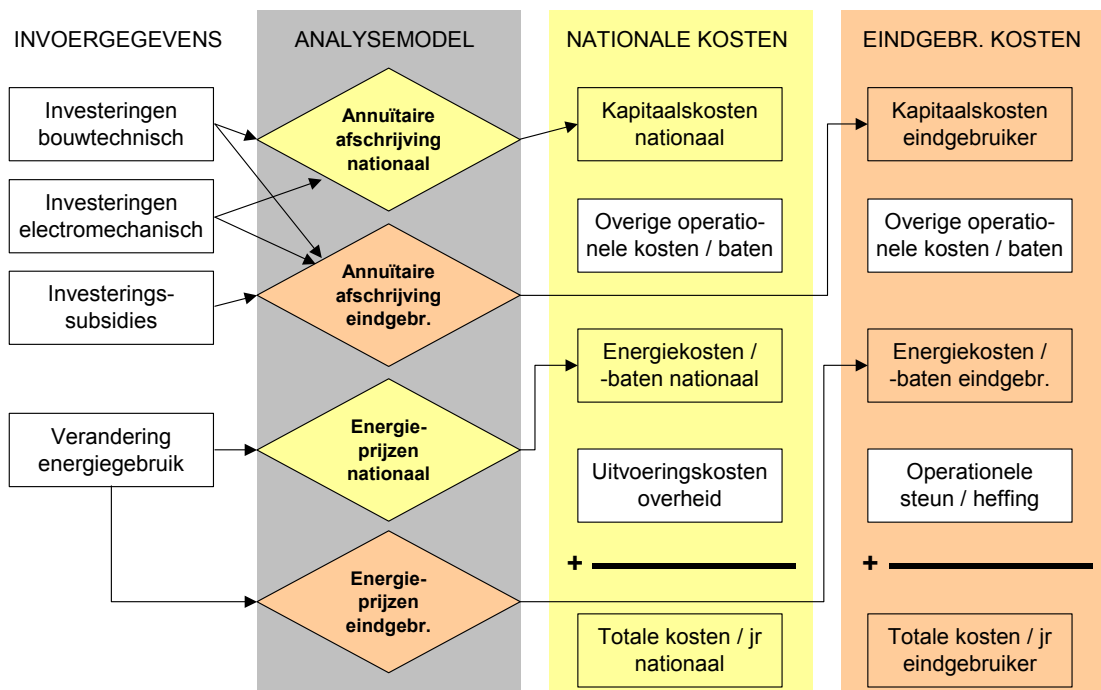 INVOERGEGEVENS
Investeringen
bouwtechnisch
Investeringen
electromechanisch
Investerings-
subsidies
Verandering
energiegebruik
ANALYSEMODEL
Annuïtaire
afschrijving
nationaal
Annuïtaire
afschrijving
eindgebr.
Energie-
prijzen
nationaal
Energie-
prijzen
eindgebr.
NATIONALE KOSTEN
Kapitaalskosten
nationaal
Overige operatio-
nele kosten / baten
Energiekosten /
-baten nationaal
Uitvoeringskosten
overheid
+
Totale kosten / jr
nationaal
EINDGEBR. KOSTEN
Kapitaalskosten
eindgebruiker
Overige operatio-
nele kosten / baten
Energiekosten /
-baten eindgebr.
Operationele
steun / heffing
+
Totale kosten / jr
eindgebruiker